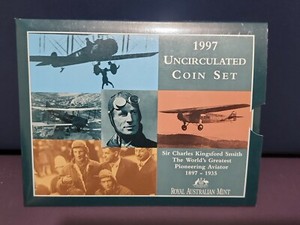 1997
UNCIRCULATED
COIN SET
Sir Charles Kingsford Smith
The World's Greatest
Pioneering Aviator
1897 - 1935
ROYAL AUSTRALIAN MINT